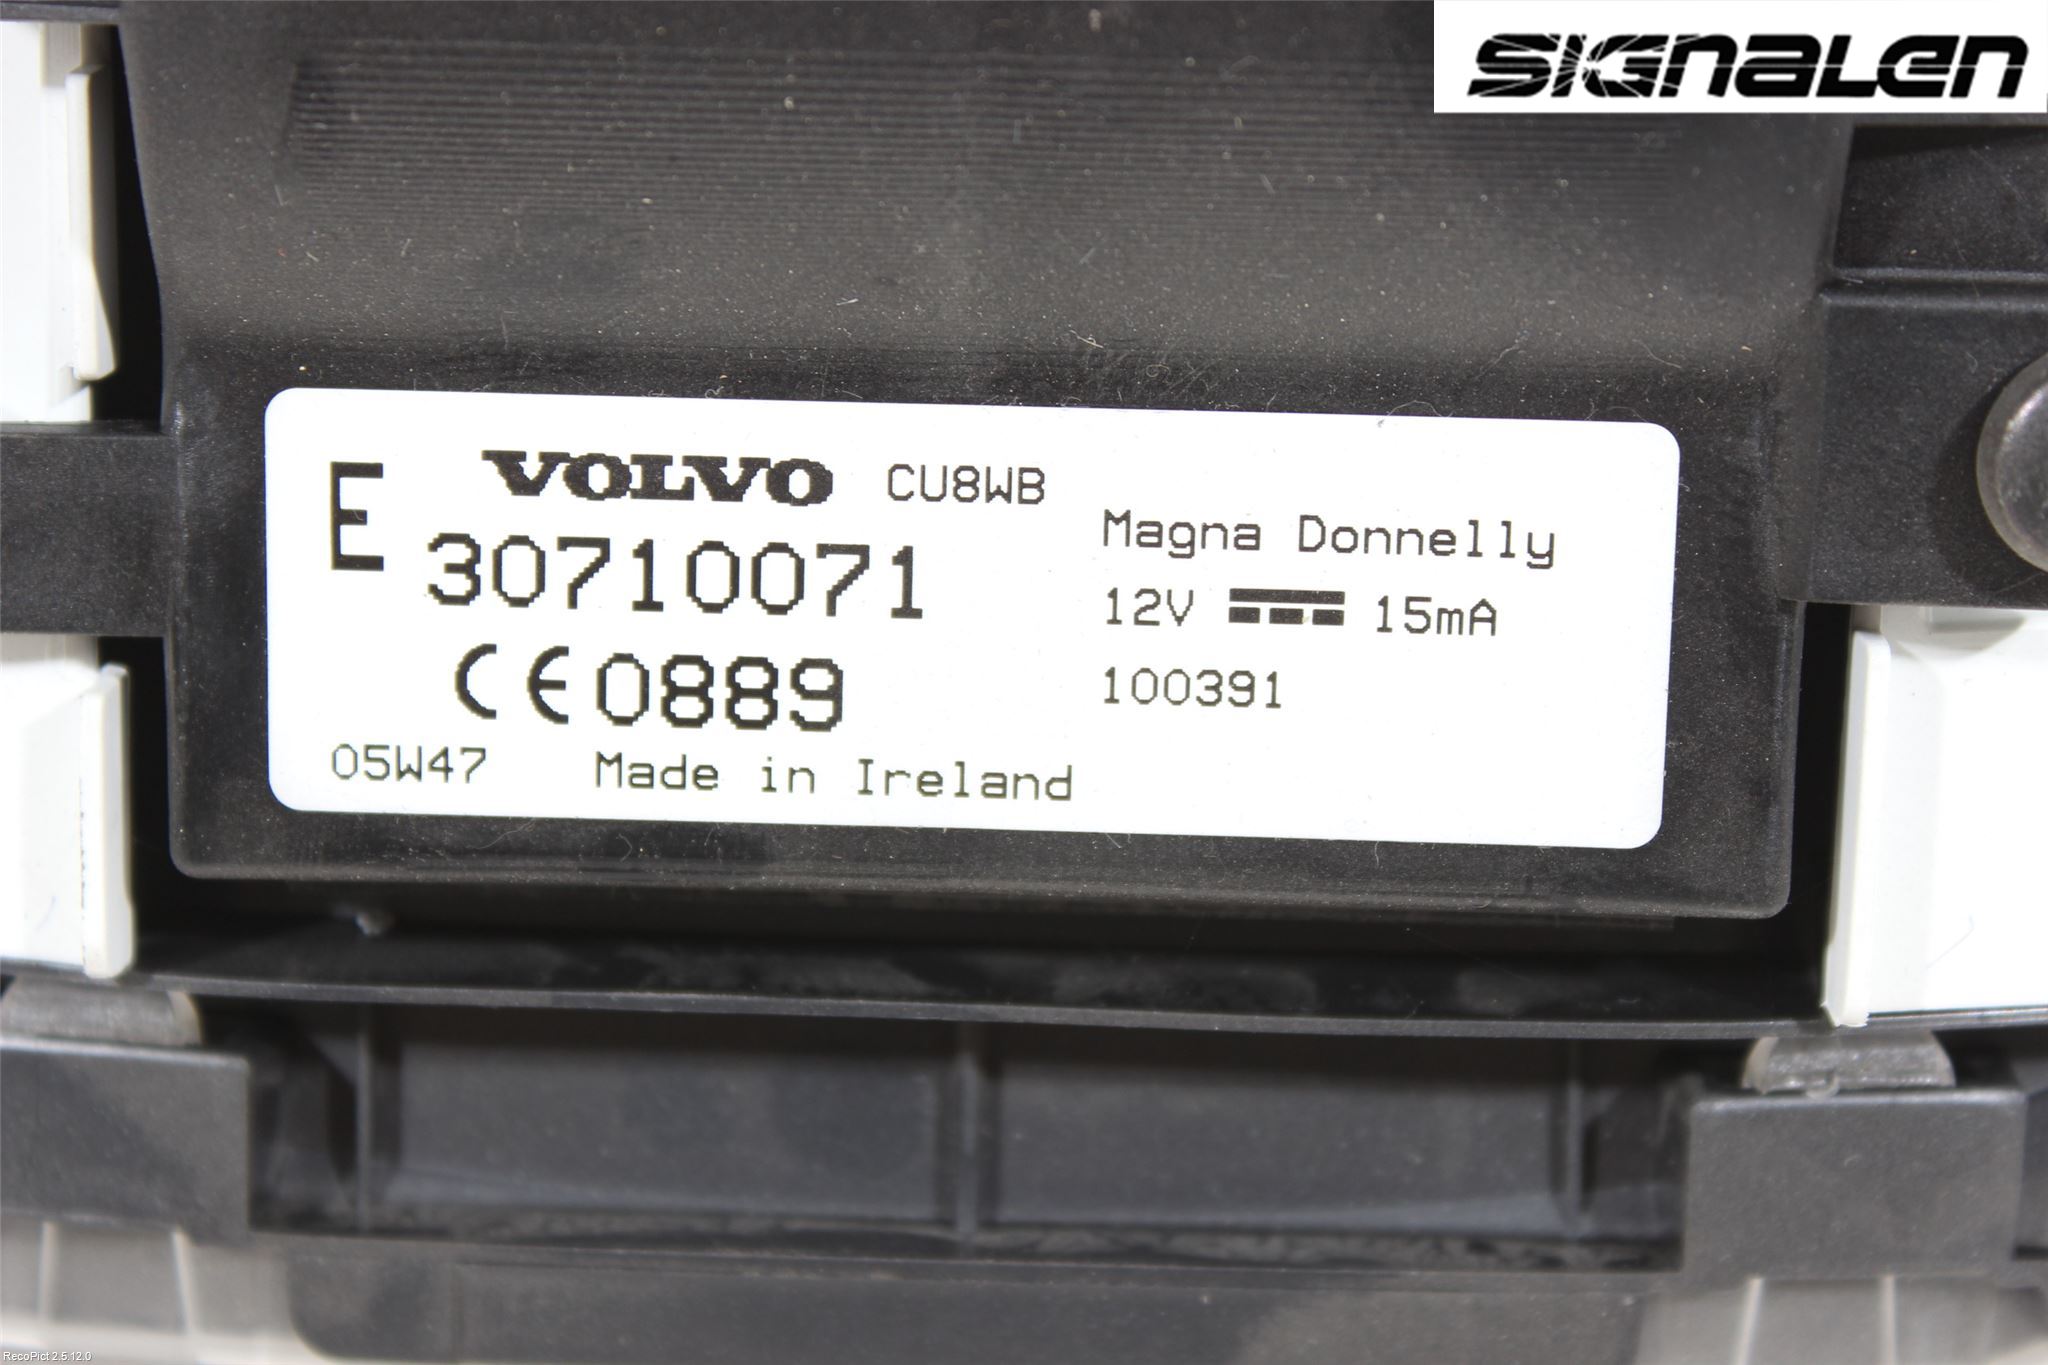 SIGNALEN
E VOLVO CU8WB
30710071
Magna Donnelly
12V 15mA
CE0889
100391
05W47 Made in Ireland
RecoPict 2.5.12.0